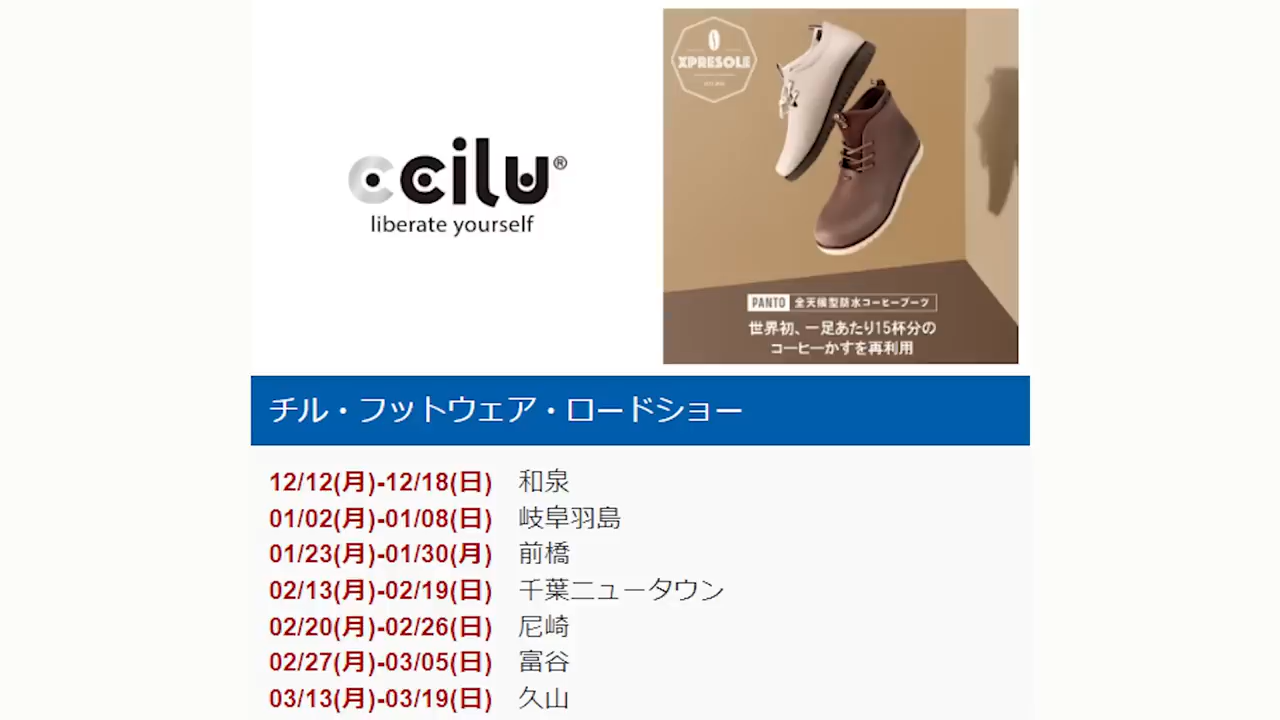 ccilu®
liberate yourself
XPRESOLE
PANTO 全天候型防水コーヒーブーツ
世界初、一足あたり15杯分の
コーヒーかすを再利用
チル・フットウェア・ロードショー
12/12(月)-12/18(日) 和泉
01/02(月)-01/08(日) 岐阜羽島
01/23(月)-01/30(月) 前橋
02/13(月)-02/19(日) 千葉ニュータウン
02/20(月)-02/26(日) 尼崎
02/27(月)-03/05(日) 富谷
03/13(月)-03/19(日) 久山